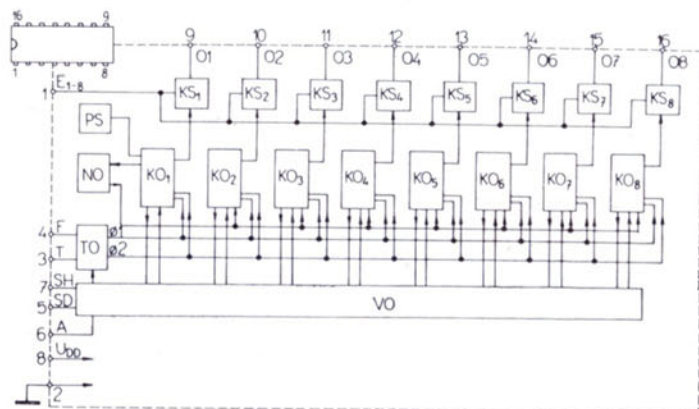 16 9
1 8
9 10 11 12 13 14 15 16
O1 O2 O3 O4 O5 O6 O7 O8
1 E1-8
KS1 KS2 KS3 KS4 KS5 KS6 KS7 KS8
PS
NO
KO1 KO2 KO3 KO4 KO5 KO6 KO7 KO8
4 F
TO
Ø1
Ø2
3 T
7 SH
5 SD
VO
6 A
8 UDD
2